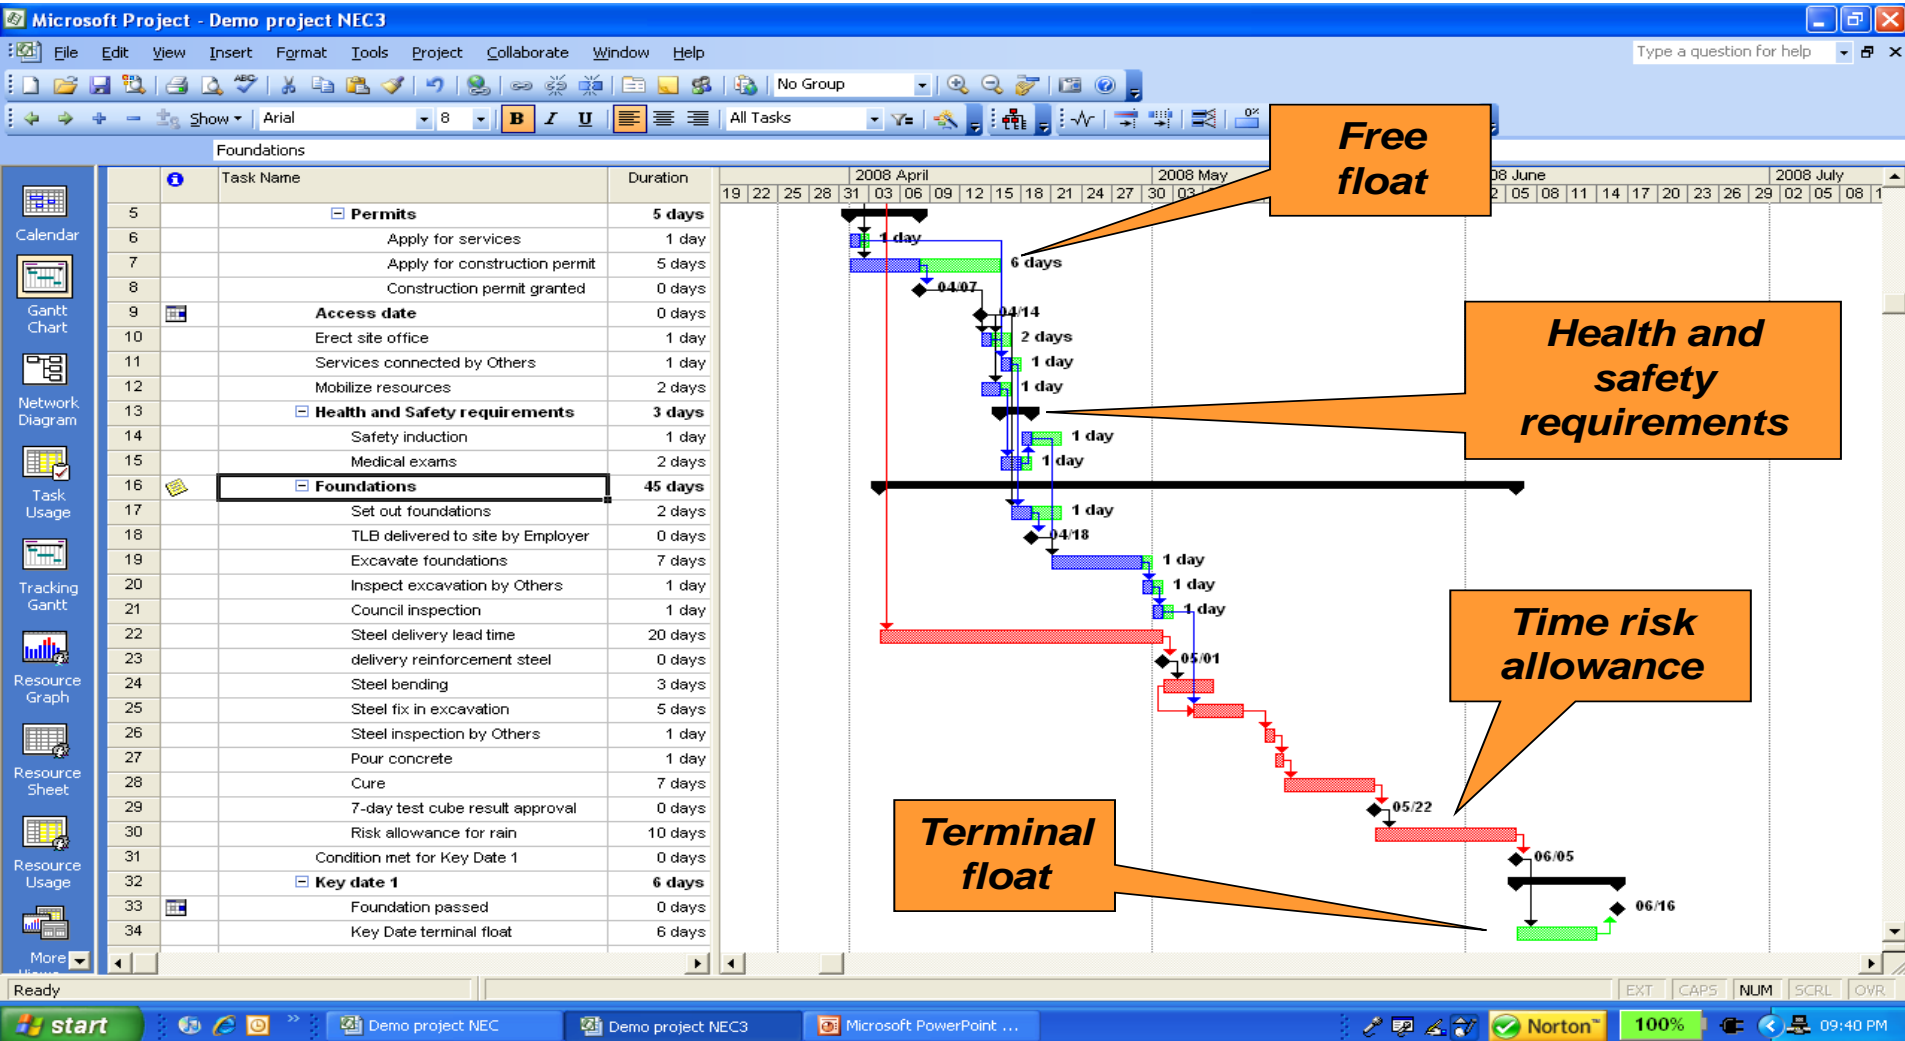 Microsoft Project - Demo project NEC3
File Edit View Insert Format Tools Project Collaborate Window Help
Type a question for help
No Group
Show Arial 8 B I U All Tasks
Foundations
Task Name Duration
2008 April 2008 May 08 June 2008 July
19 22 25 28 31 03 06 09 12 15 18 21 24 27 30 03
05 08 11 14 17 20 23 26 29 02 05 08
5 Permits 5 days
6 Apply for services 1 day 1 day
7 Apply for construction permit 5 days 6 days
8 Construction permit granted 0 days 04/07
9 Access date 0 days 04/14
10 Erect site office 1 day 2 days
11 Services connected by Others 1 day 1 day
12 Mobilize resources 2 days 1 day
13 Health and Safety requirements 3 days
14 Safety induction 1 day 1 day
15 Medical exams 2 days 1 day
16 Foundations 45 days
17 Set out foundations 2 days 1 day
18 TLB delivered to site by Employer 0 days 04/18
19 Excavate foundations 7 days 1 day
20 Inspect excavation by Others 1 day 1 day
21 Council inspection 1 day 1 day
22 Steel delivery lead time 20 days
23 delivery reinforcement steel 0 days 05/01
24 Steel bending 3 days
25 Steel fix in excavation 5 days
26 Steel inspection by Others 1 day
27 Pour concrete 1 day
28 Cure 7 days
29 7-day test cube result approval 0 days 05/22
30 Risk allowance for rain 10 days
31 Condition met for Key Date 1 0 days 06/05
32 Key date 1 6 days
33 Foundation passed 0 days 06/16
34 Key Date terminal float 6 days
Free
float
Health and
safety
requirements
Time risk
allowance
Terminal
float
Calendar
Gantt
Chart
Network
Diagram
Task
Usage
Tracking
Gantt
Resource
Graph
Resource
Sheet
Resource
Usage
More
Ready
EXT CAPS NUM SCRL OVR
start
Demo project NEC
Demo project NEC3
Microsoft PowerPoint ...
Norton
100%
09:40 PM